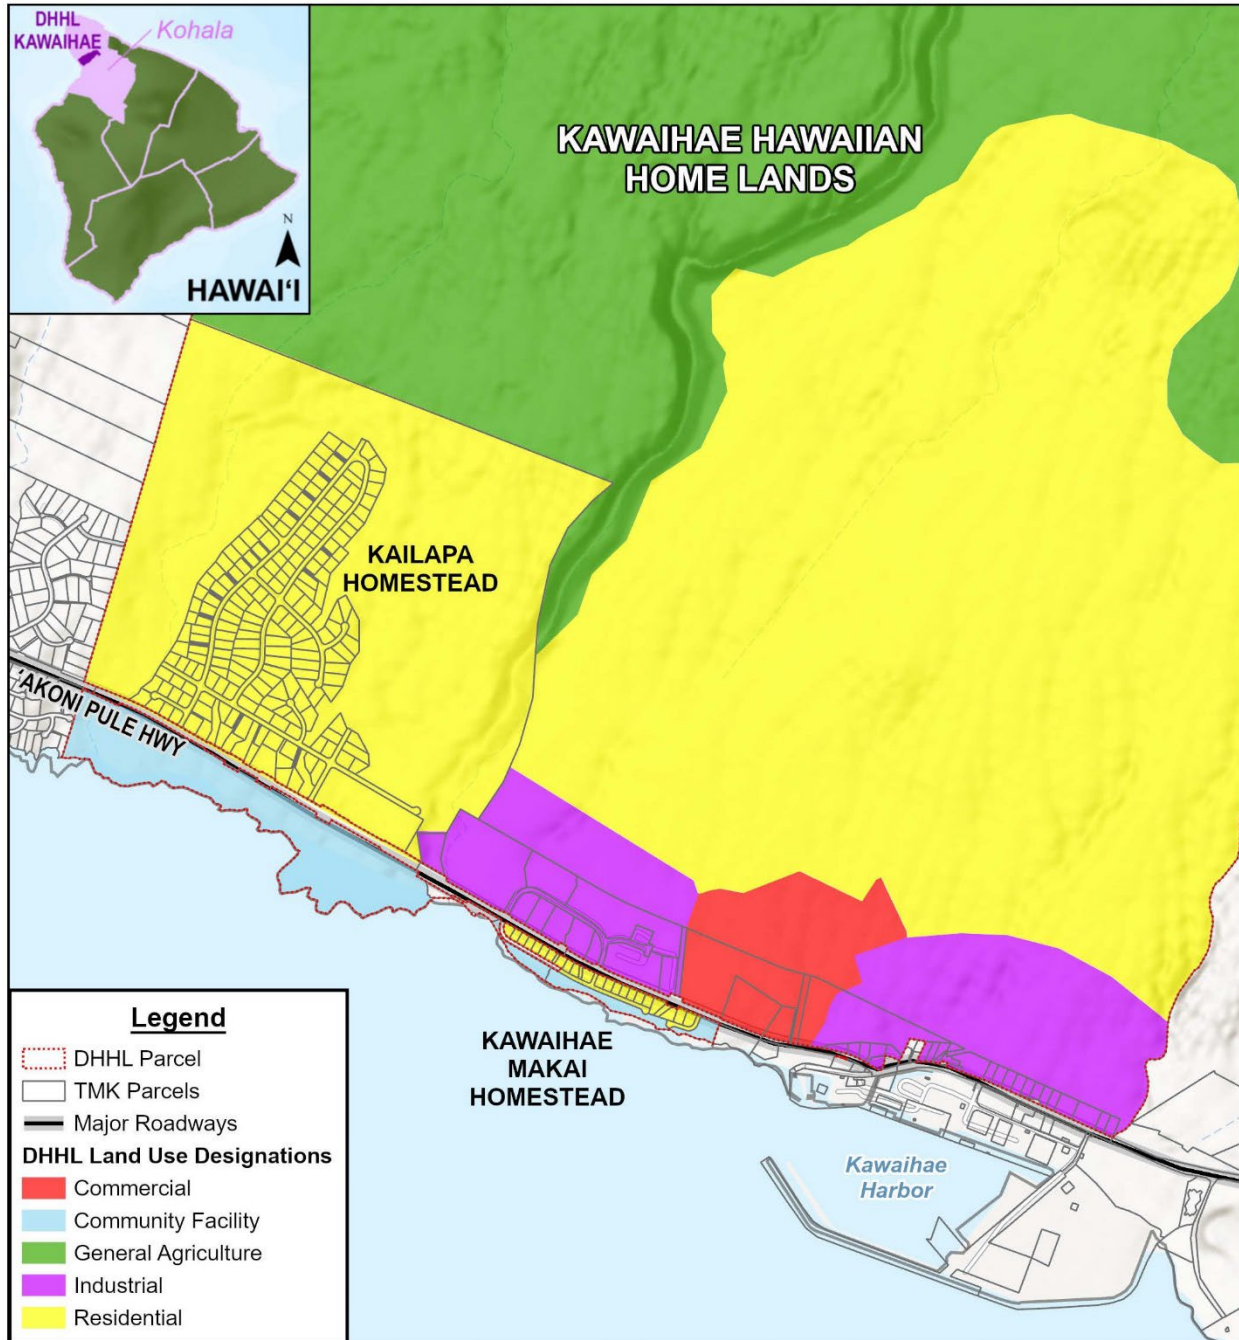 DHHL
KAWAIHAE
Kohala
N
HAWAI‘I
KAWAIHAE HAWAIIAN
HOME LANDS
KAILAPA
HOMESTEAD
‘AKONI PULE HWY
KAWAIHAE
MAKAI
HOMESTEAD
Kawaihae
Harbor
Legend
DHHL Parcel
TMK Parcels
Major Roadways
DHHL Land Use Designations
Commercial
Community Facility
General Agriculture
Industrial
Residential